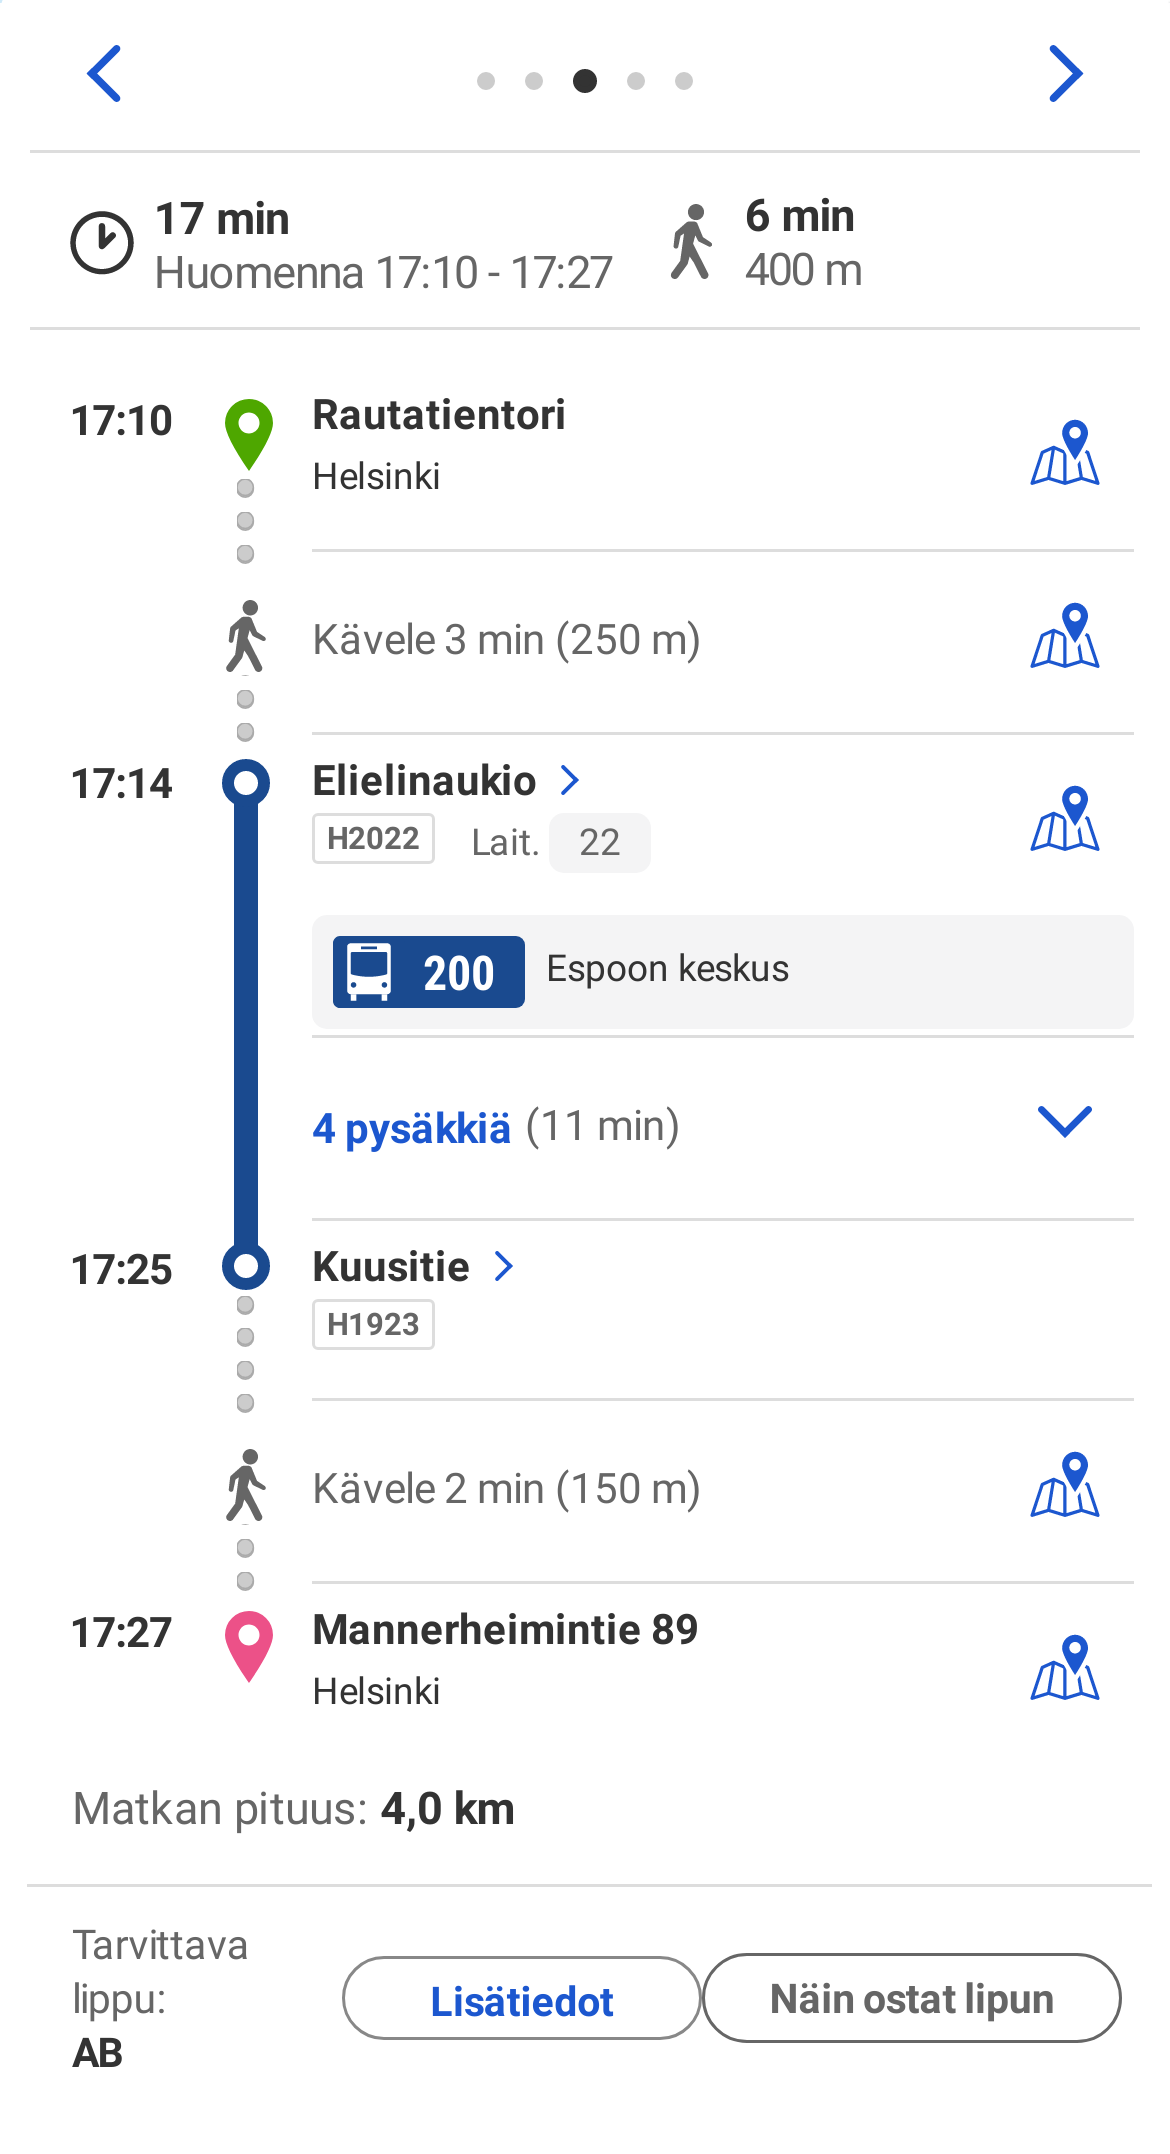 17 min
Huomenna 17:10 - 17:27
6 min
400 m
17:10
Rautatientori
Helsinki
Kävele 3 min (250 m)
17:14
Elielinaukio
H2022 Lait. 22
200 Espoon keskus
4 pysäkkiä (11 min)
17:25
Kuusitie
H1923
Kävele 2 min (150 m)
17:27
Mannerheimintie 89
Helsinki
Matkan pituus: 4,0 km
Tarvittava
lippu:
AB
Lisätiedot
Näin ostat lipun